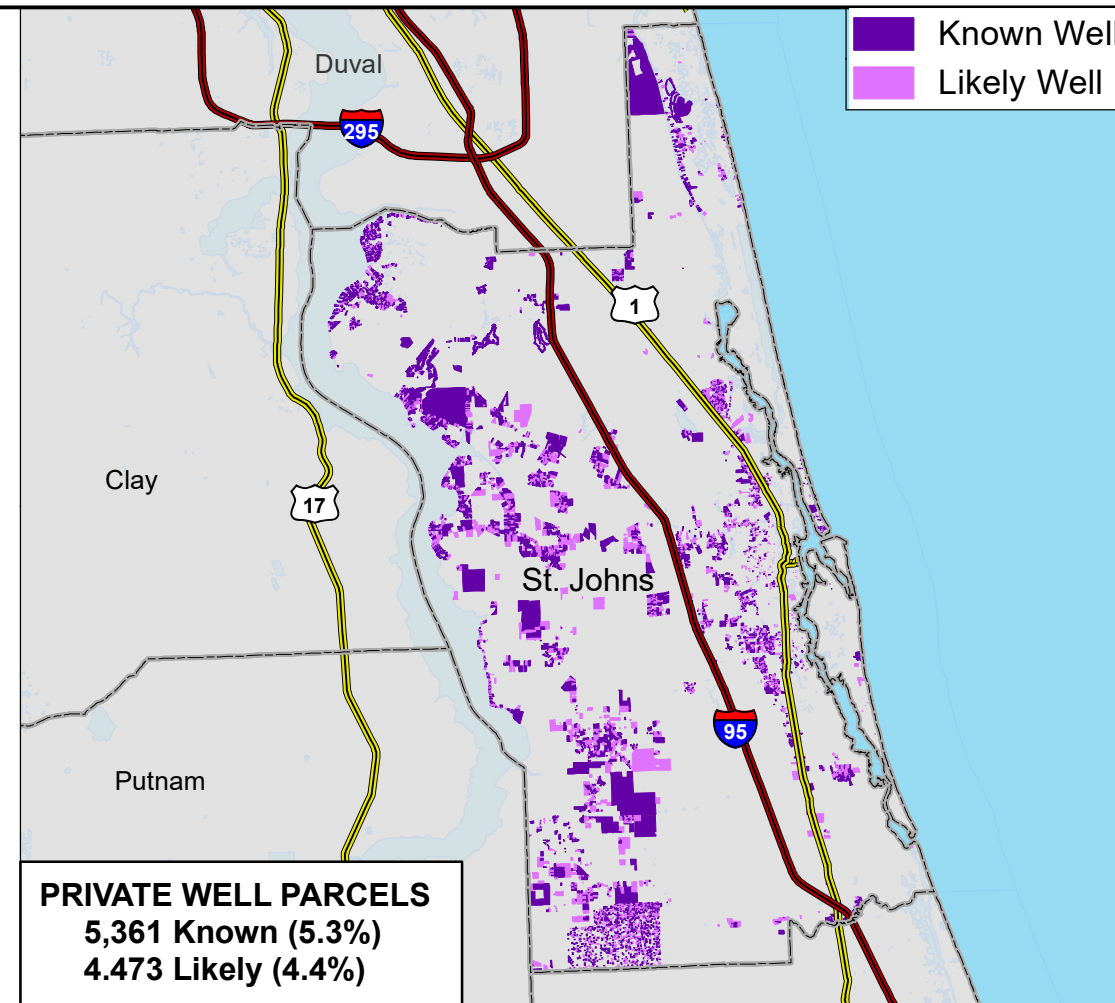 Known Well
Likely Well
Duval
295
1
Clay
17
St. Johns
95
Putnam
PRIVATE WELL PARCELS
5,361 Known (5.3%)
4.473 Likely (4.4%)